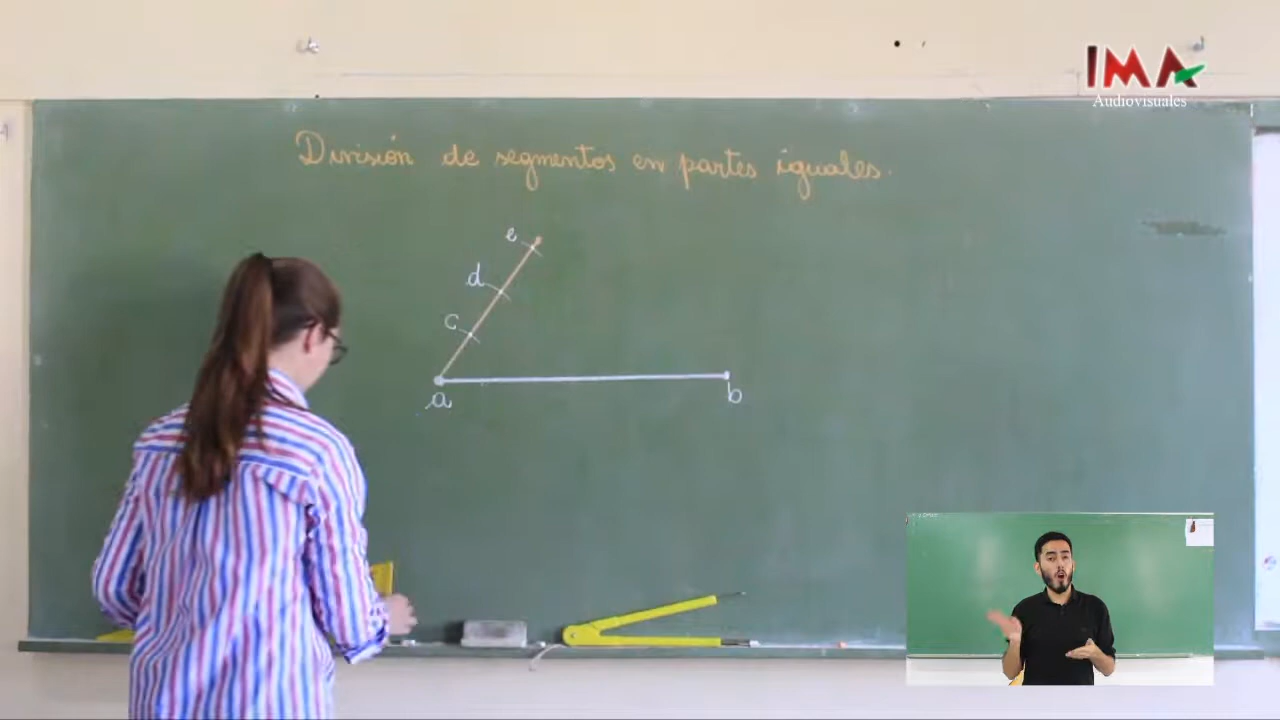 IMA
Audiovisuales
División de segmentos en partes iguales.
e
d
c
a
b